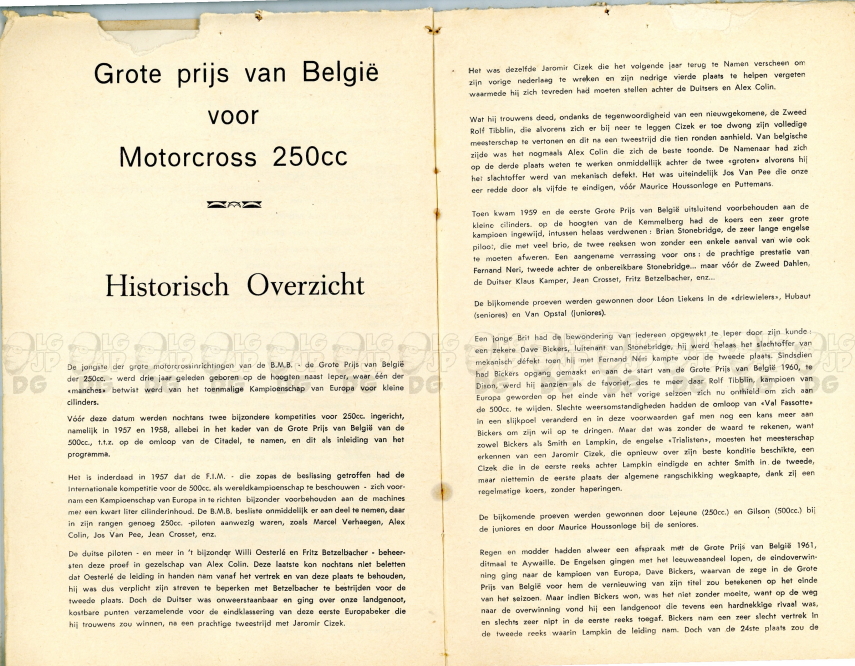 Grote prijs van België
voor
Motorcross 250cc
Historisch Overzicht
De jongste der grote motorcrossinrichtingen van de B.M.B. - de Grote Prijs van België
der 250cc. - werd drie jaar geleden geboren op de hoogten naast Ieper, waar één der
«manches» betwist werd van het toenmalige Kampioenschap van Europa voor kleine
cilinders.
Vóór deze datum werden nochtans twee bijzondere kompetities voor 250cc. ingericht,
namelijk in 1957 en 1958, allebei in het kader van de Grote Prijs van België van de
500cc., t.t.z. op de omloop van de Citadel, te namen, en dit als inleiding van het
programma.
Het is inderdaad in 1957 dat de F.I.M. - die zopas de beslissing getroffen had de
Internationale kompetitie voor de 500cc. als wereldkampioenschap te beschouwen - zich voor-
nam een Kampioenschap van Europa in te richten bijzonder voorbehouden aan de machines
met een kwart liter cilinderinhoud. De B.M.B. besliste onmiddellijk er aan deel te nemen, daar
in zijn rangen genoeg 250cc. -piloten aanwezig waren, zoals Marcel Verhaegen, Alex
Colin, Jos Van Pee, Jean Crosset, enz.
De duitse piloten - en meer in 't bijzonder Willi Oesterlé en Fritz Betzelbacher - beheer-
sten deze proef in gezelschap van Alex Colin. Deze laatste kon nochtans niet beletten
dat Oesterlé de leiding in handen nam vanaf het vertrek en van deze plaats te behouden,
hij was dus verplicht zijn streven te beperken met Betzelbacher te bestrijden voor de
tweede plaats. Doch de Duitser was onweerstaanbaar en ging over onze landgenoot,
kostbare punten verzamelende voor de eindklassering van deze eerste Europabeker die
hij trouwens zou winnen, na een prachtige tweestrijd met Jaromir Cizek.
Het was dezelfde Jaromir Cizek die het volgende jaar terug te Namen verscheen om
zijn vorige nederlaag te wreken en zijn nedrige vierde plaats te helpen vergeten
waarmede hij zich tevreden had moeten stellen achter de Duitsers en Alex Colin.
Wat hij trouwens deed, ondanks de tegenwoordigheid van een nieuwgekomene, de Zweed
Rolf Tibblin, die alvorens zich er bij neer te leggen Cizek er toe dwong zijn volledige
meesterschap te vertonen en dit na een tweestrijd die tien ronden aanhield. Van belgische
zijde was het nogmaals Alex Colin die zich de beste toonde. De Namenaar had zich
op de derde plaats weten te werken onmiddellijk achter de twee «groten» alvorens hij
het slachtoffer werd van mekanisch defekt. Het was uiteindelijk Jos Van Pee die onze
eer redde door als vijfde te eindigen, vóór Maurice Houssonloge en Puttemans.
Toen kwam 1959 en de eerste Grote Prijs van België uitsluitend voorbehouden aan de
kleine cilinders. op de hoogten van de Kemmelberg had de koers een zeer grote
kampioen ingewijd, intussen helaas verdwenen : Brian Stonebridge, de zeer lange engelse
piloot, die met veel brio, de twee reeksen won zonder een enkele aanval van wie ook
te moeten afweren. Een aangename verrassing voor ons : de prachtige prestatie van
Fernand Neri, tweede achter de onbereikbare Stonebridge... maar vóór de Zweed Dahlen,
de Duitser Klaus Kamper, Jean Crosset, Fritz Betzelbacher, enz...
De bijkomende proeven werden gewonnen door Léon Liekens in de «driewielers», Hubaut
(seniores) en Van Opstal (juniores).
Een jonge Brit had de bewondering van iedereen opgewekt te Ieper door zijn kunde :
een zekere Dave Bickers, luitenant van Stonebridge, hij werd helaas het slachtoffer van
mekanisch défekt toen hij met Fernand Néri kampte voor de tweede plaats. Sindsdien
had Bickers opgang gemaakt en aan de start van de Grote Prijs van België 1960, te
Dison, werd hij aanzien als de favoriet, des te meer daar Rolf Tibblin, kampioen van
Europa geworden op het einde van het vorige seizoen zich nu onthield om zich aan
de 500cc. te wijden. Slechte weersomstandigheden hadden de omloop van «Val Fassotte»
in een slijkpoel veranderd en in deze voorwaarden gaf men nog een kans meer aan
Bickers om zijn wil op te dringen. Maar dat was zonder de waard te rekenen, want
zowel Bickers als Smith en Lampkin, de engelse «Trialisten», moesten het meesterschap
erkennen van een Jaromir Cizek, die opnieuw over zijn beste konditie beschikte, een
Cizek die in de eerste reeks achter Lampkin eindigde en achter Smith in de tweede,
maar niettemin de eerste plaats der algemene rangschikking wegkaapte, dank zij een
regelmatige koers, zonder haperingen.
De bijkomende proeven werden gewonnen door Lejeune (250cc.) en Gilson (500cc.) bij
de juniores en door Maurice Houssonloge bij de seniores.
Regen en modder hadden alweer een afspraak met de Grote Prijs van België 1961,
ditmaal te Aywaille. De Engelsen gingen met het leeuwaandeel lopen, de eindoverwin-
ning ging naar de kampioen van Europa, Dave Bickers, waarvan de zege in de Grote
Prijs van België voor hem de vernieuwing van zijn titel zou betekenen op het einde
van het seizoen. Maar indien Bickers won, was het niet zonder moeite, want op de weg
naar de overwinning vond hij een landgenoot die tevens een hardnekkige rivaal was,
en slechts zeer nipt in de eerste reeks toegaf. Bickers nam een zeer slecht vertrek In
de tweede reeks waarin Lampkin de leiding nam. Doch van de 24ste plaats zou de